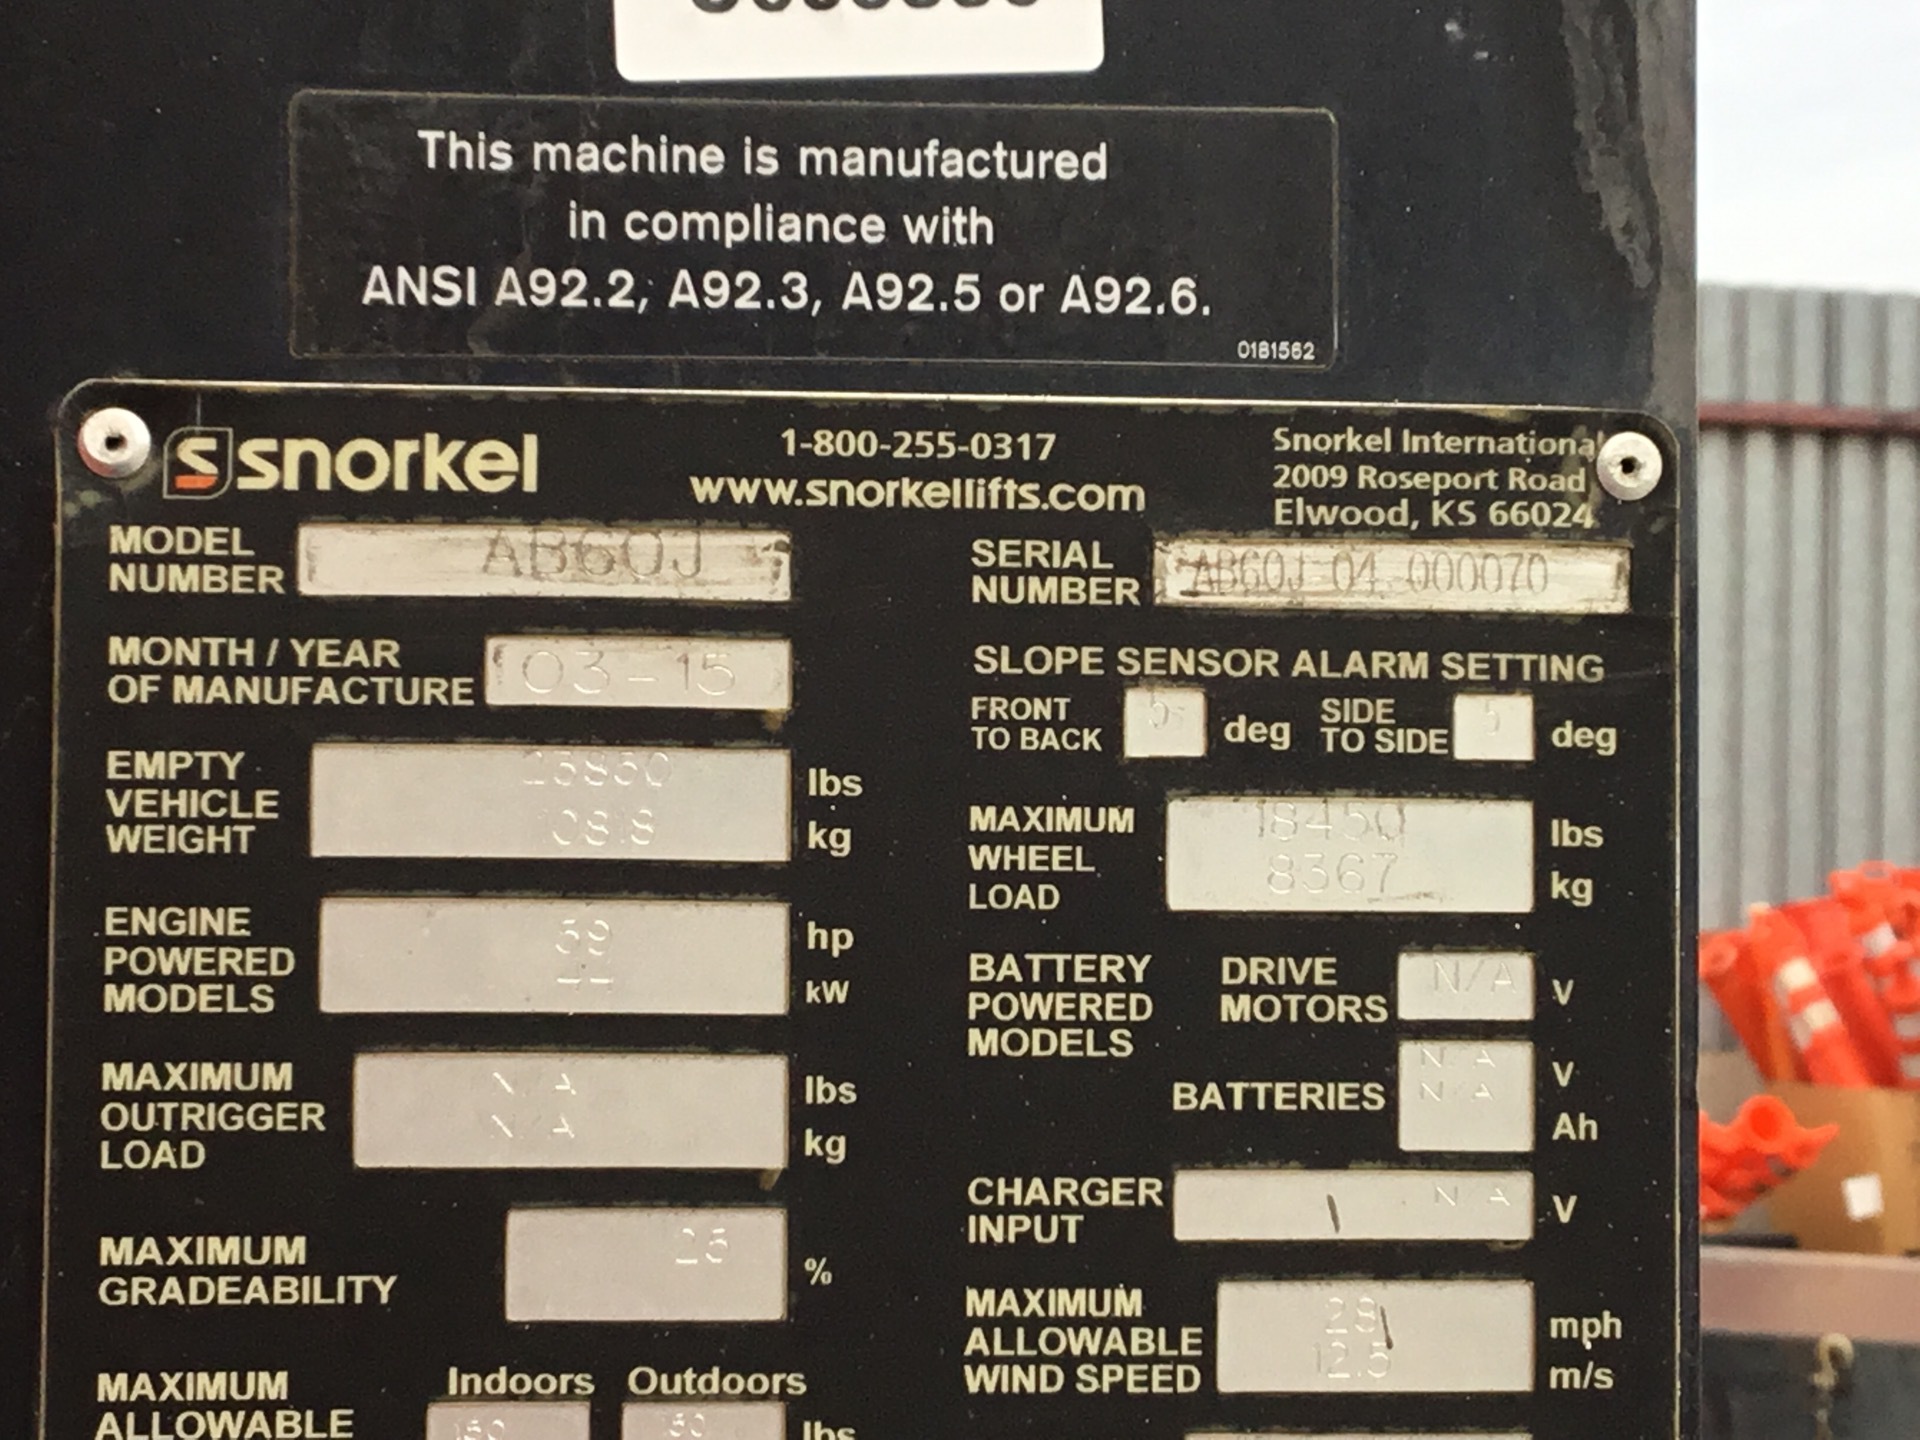 This machine is manufactured
in compliance with
ANSI A92.2, A92.3, A92.5 or A92.6.
0181562
snorkel
1-800-255-0317
www.snorkellifts.com
Snorkel International
2009 Roseport Road
Elwood, KS 66024
MODEL
NUMBER
AB60J
SERIAL
NUMBER
AB60J-04-000070
MONTH / YEAR
OF MANUFACTURE
03-15
SLOPE SENSOR ALARM SETTING
FRONT
TO BACK
5
deg
SIDE
TO SIDE
5
deg
EMPTY
VEHICLE
WEIGHT
23850 lbs
10818 kg
MAXIMUM
WHEEL
LOAD
18450 lbs
8367 kg
ENGINE
POWERED
MODELS
59 hp
44 kW
BATTERY
POWERED
MODELS
DRIVE
MOTORS
N/A V
BATTERIES
N/A V
N/A Ah
MAXIMUM
OUTRIGGER
LOAD
N/A lbs
N/A kg
CHARGER
INPUT
N/A V
MAXIMUM
GRADEABILITY
%
MAXIMUM
ALLOWABLE
WIND SPEED
28 mph
12.5 m/s
MAXIMUM
ALLOWABLE
Indoors Outdoors
lbs